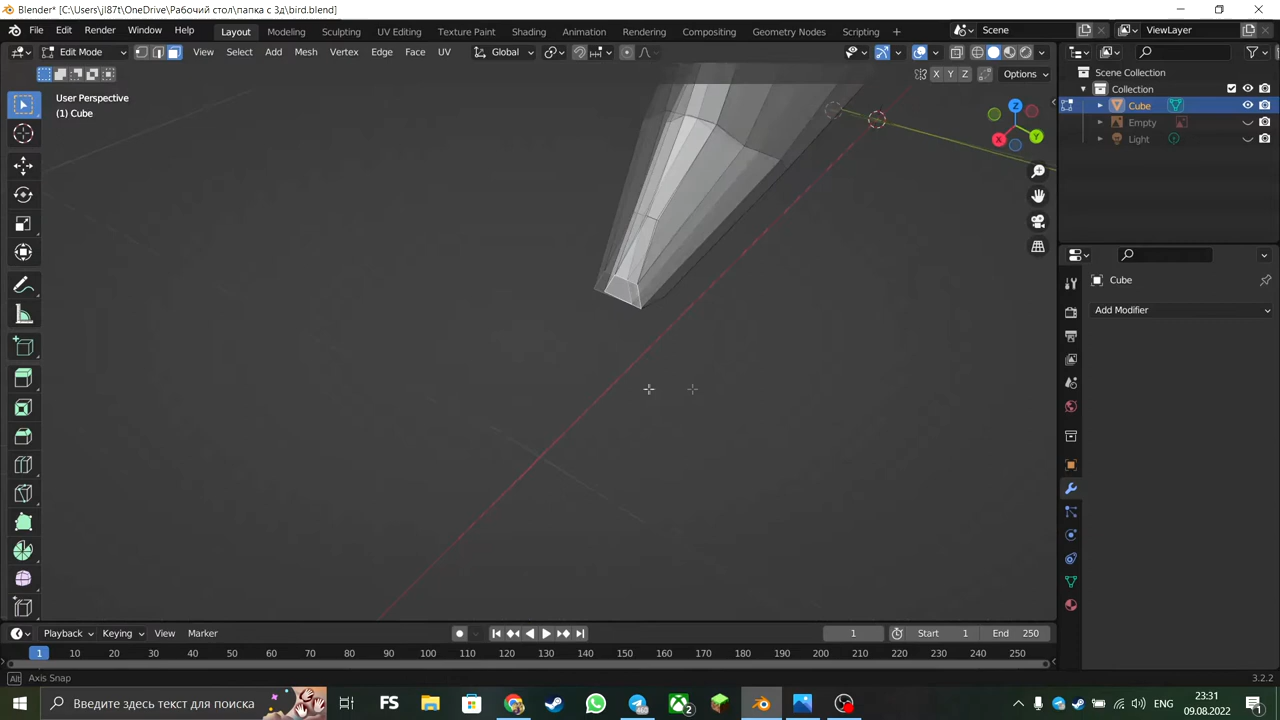 Blender* [C:\Users\jl87t\OneDrive\Рабочий стол\папка с 3д\bird.blend]
File Edit Render Window Help Layout Modeling Sculpting UV Editing Texture Paint Shading Animation Rendering Compositing Geometry Nodes Scripting + Scene ViewLayer
Edit Mode View Select Add Mesh Vertex Edge Face UV Global
X Y Z Options
User Perspective
(1) Cube
Z
Y
X
Scene Collection
Collection
Cube
Empty
Light
Cube
Add Modifier
Playback Keying View Marker 1 Start 1 End 250
1 10 20 30 40 50 60 70 80 90 100 110 120 130 140 150 160 170 180 190 200 210 220 230 240 250
Alt Axis Snap 3.2.2
Введите здесь текст для поиска FS 2 ENG
23:31
09.08.2022